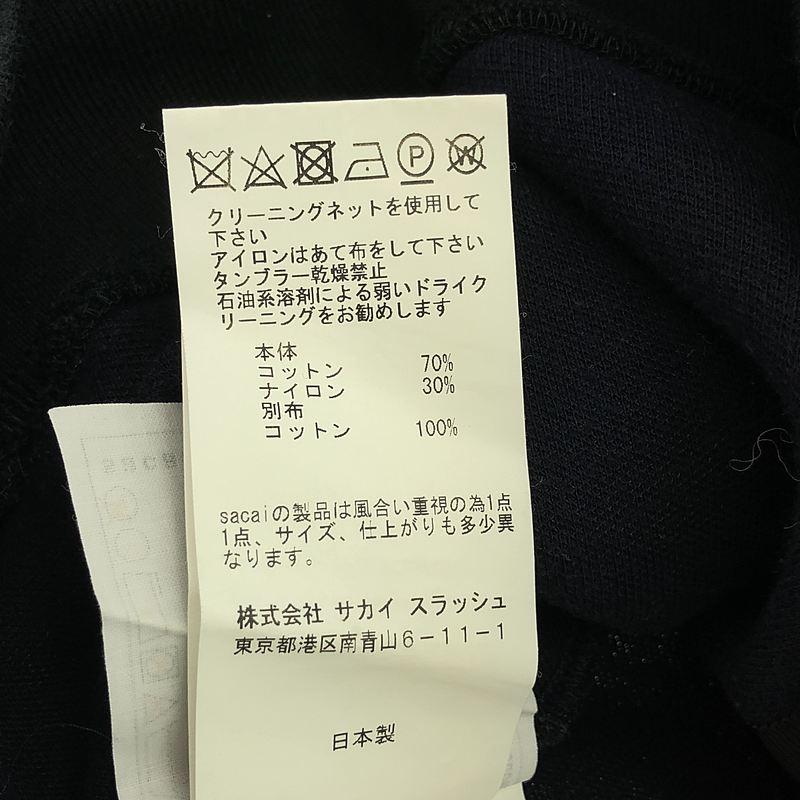 P W
クリーニングネットを使用して
下さい
アイロンはあて布をして下さい
タンブラー乾燥禁止
石油系溶剤による弱いドライク
リーニングをお勧めします
本体
コットン 70%
ナイロン 30%
別布
コットン 100%
sacaiの製品は風合い重視の為1点
1点、サイズ、仕上がりも多少異
なります。
株式会社 サカイ スラッシュ
東京都港区南青山6-11-1
日本製